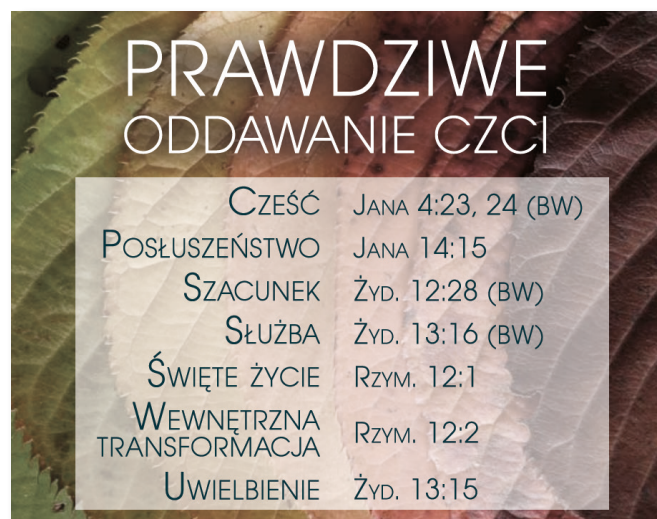 PRAWDZIWE
ODDAWANIE CZCI
CZEŚĆ JANA 4:23, 24 (BW)
POSŁUSZEŃSTWO JANA 14:15
SZACUNEK ŻYD. 12:28 (BW)
SŁUŻBA ŻYD. 13:16 (BW)
ŚWIĘTE ŻYCIE RZYM. 12:1
WEWNĘTRZNA
TRANSFORMACJA RZYM. 12:2
UWIELBIENIE ŻYD. 13:15